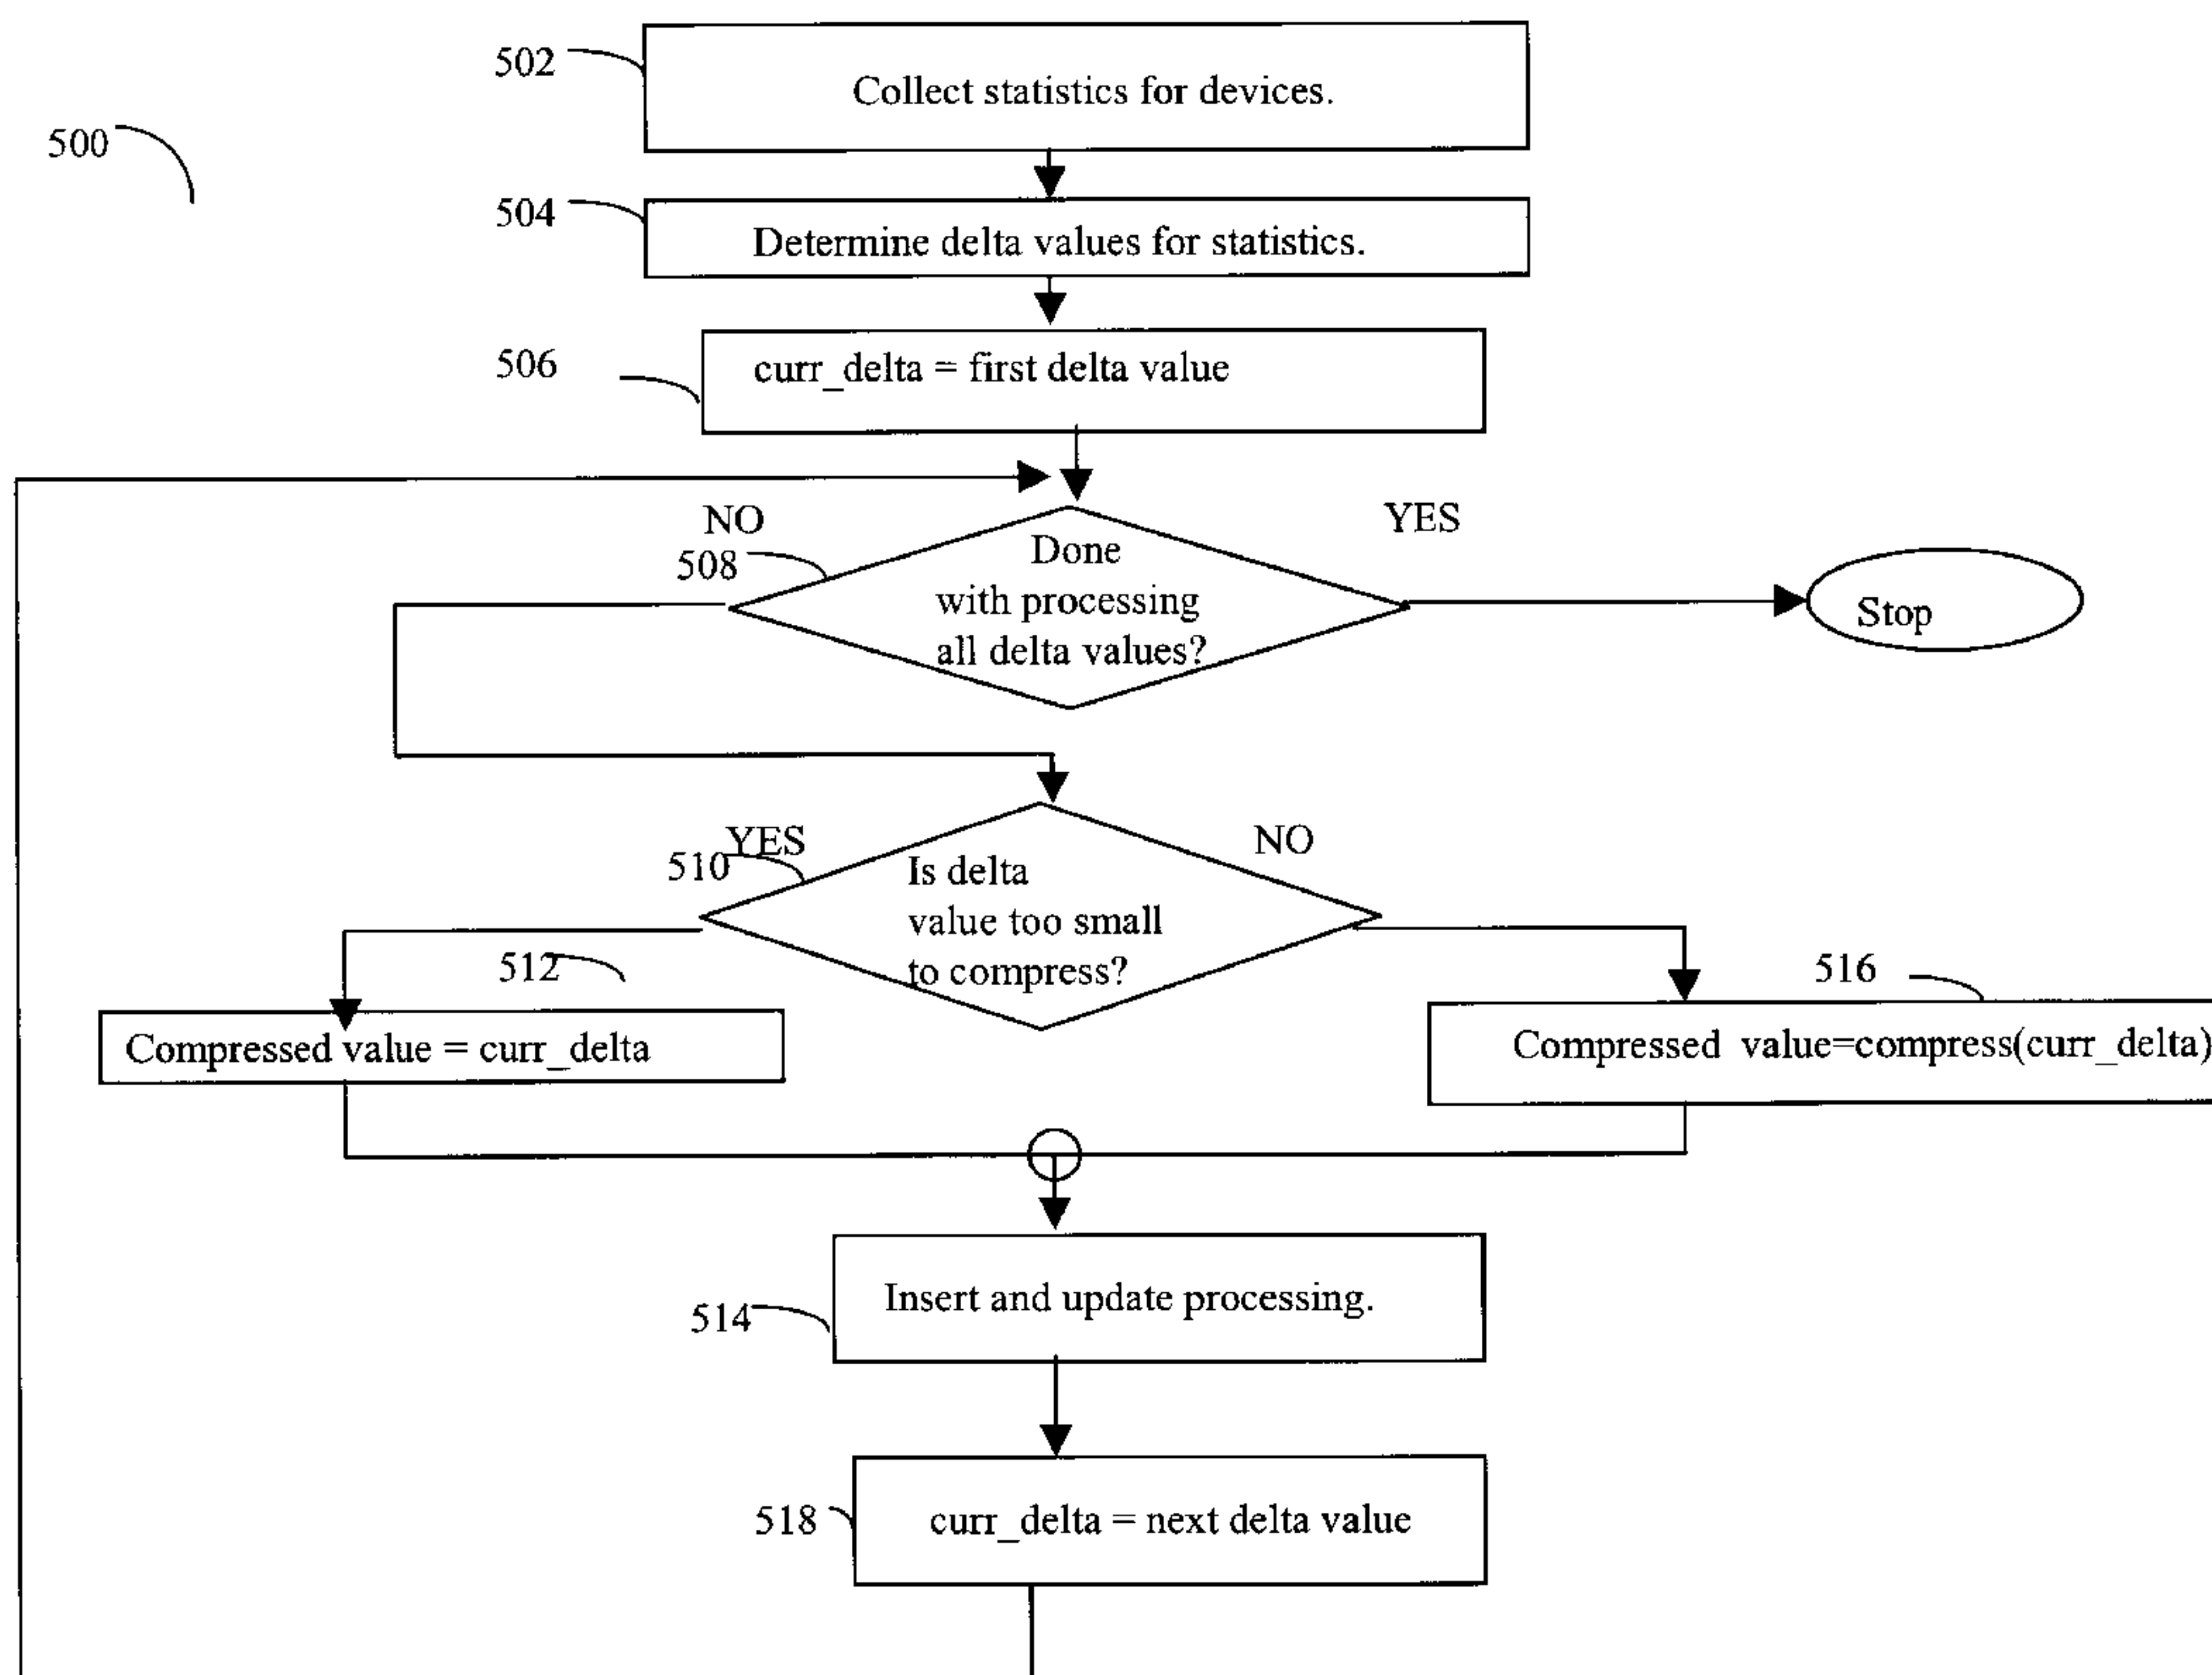 502
Collect statistics for devices.
500
504
Determine delta values for statistics.
506
curr_delta = first delta value
NO
YES
508
Done
with processing
all delta values?
Stop
YES
NO
510
Is delta
value too small
to compress?
512
516
Compressed value = curr_delta
Compressed value=compress(curr_delta)
Insert and update processing.
514
518
curr_delta = next delta value